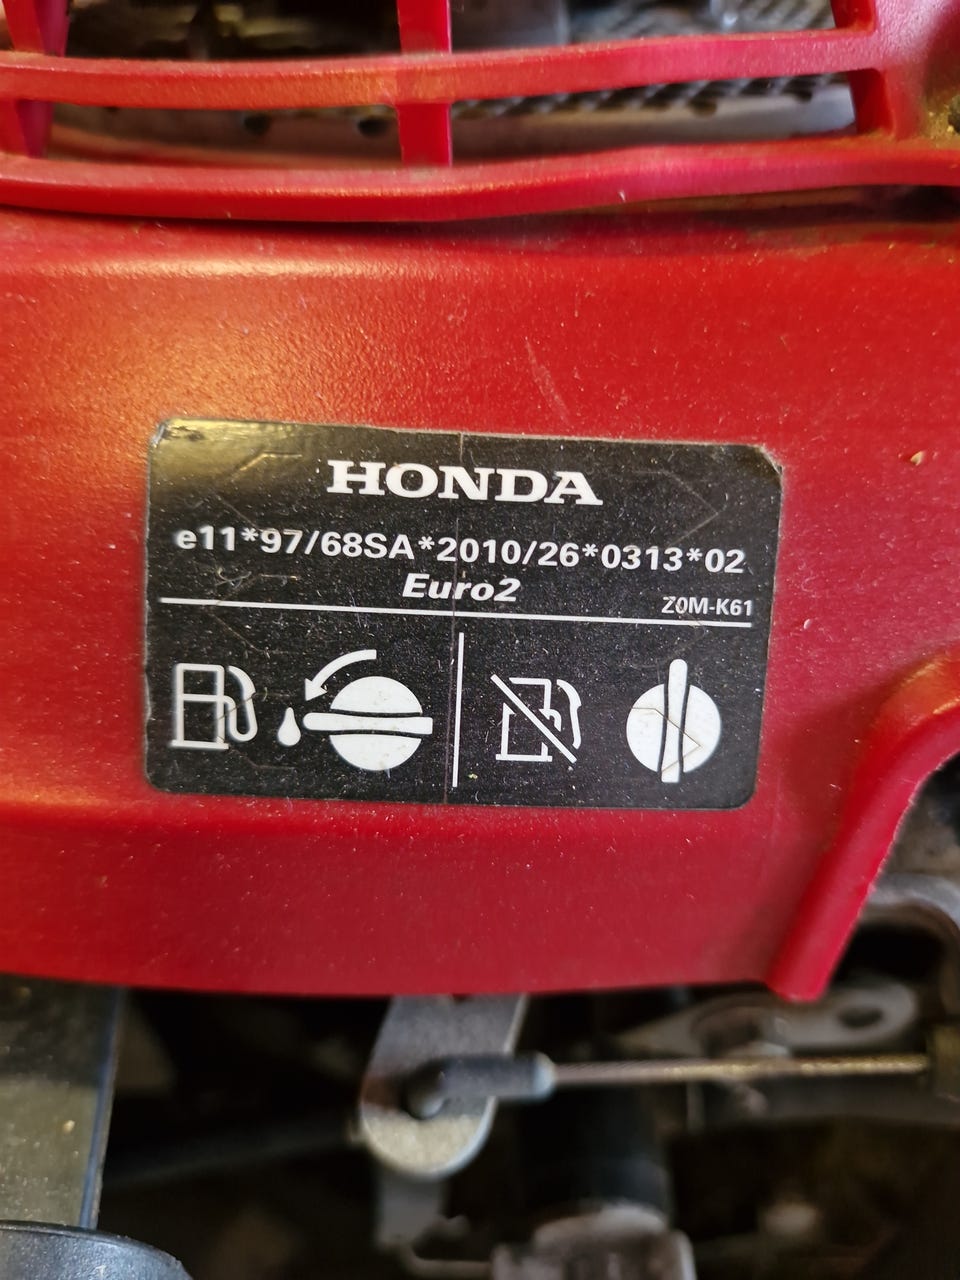 HONDA
e11*97/68SA*2010/26*0313*02
Euro2
Z0M-K61